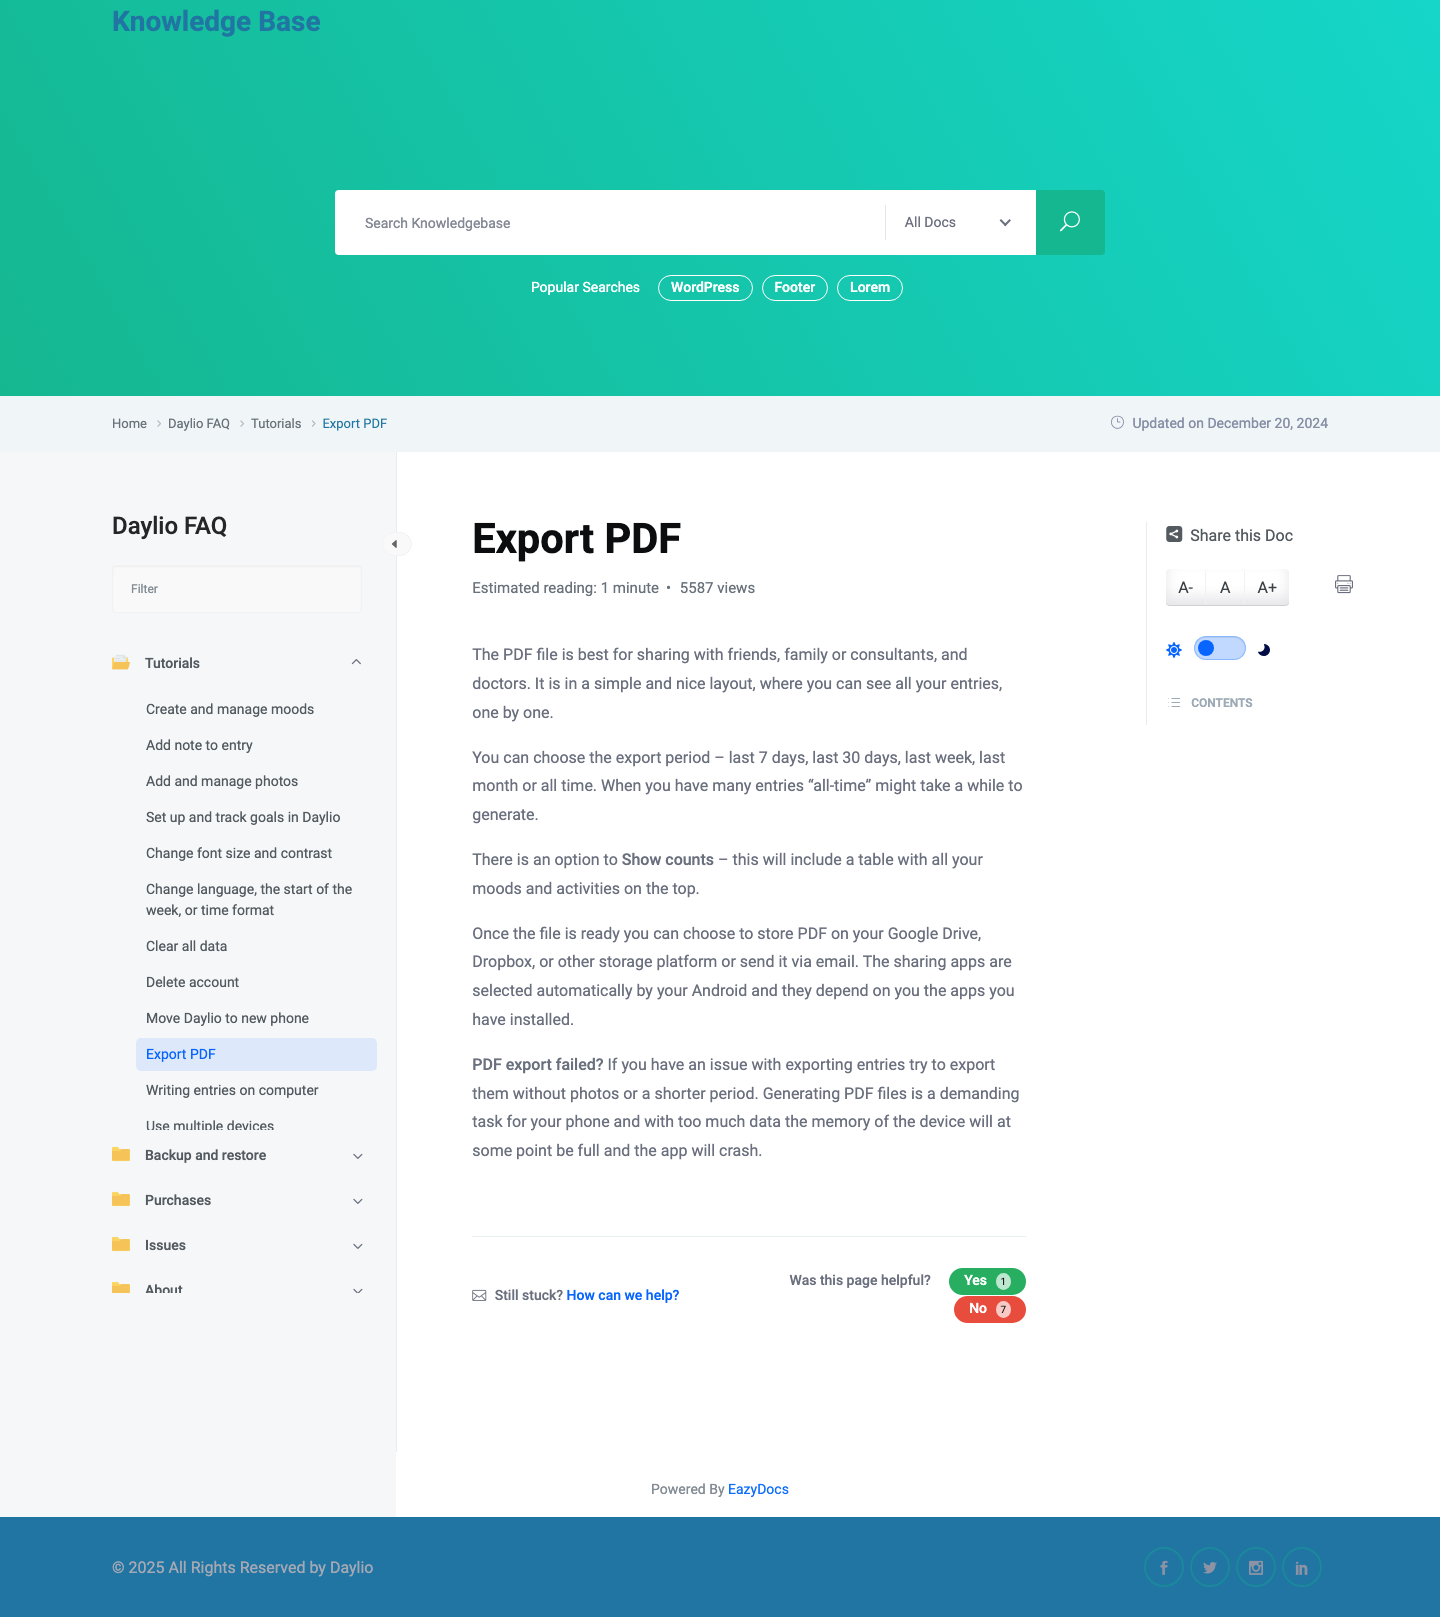 Knowledge Base
Search Knowledgebase
All Docs
Popular Searches WordPress Footer Lorem
Home > Daylio FAQ > Tutorials > Export PDF
Updated on December 20, 2024
Daylio FAQ
Filter
Tutorials
Create and manage moods
Add note to entry
Add and manage photos
Set up and track goals in Daylio
Change font size and contrast
Change language, the start of the
week, or time format
Clear all data
Delete account
Move Daylio to new phone
Export PDF
Writing entries on computer
Use multiple devices
Backup and restore
Purchases
Issues
About
Export PDF
Estimated reading: 1 minute • 5587 views
The PDF file is best for sharing with friends, family or consultants, and
doctors. It is in a simple and nice layout, where you can see all your entries,
one by one.
You can choose the export period – last 7 days, last 30 days, last week, last
month or all time. When you have many entries “all-time” might take a while to
generate.
There is an option to Show counts – this will include a table with all your
moods and activities on the top.
Once the file is ready you can choose to store PDF on your Google Drive,
Dropbox, or other storage platform or send it via email. The sharing apps are
selected automatically by your Android and they depend on you the apps you
have installed.
PDF export failed? If you have an issue with exporting entries try to export
them without photos or a shorter period. Generating PDF files is a demanding
task for your phone and with too much data the memory of the device will at
some point be full and the app will crash.
Still stuck? How can we help?
Was this page helpful? Yes 1
No 7
Share this Doc
A- A A+
CONTENTS
Powered By EazyDocs
© 2025 All Rights Reserved by Daylio